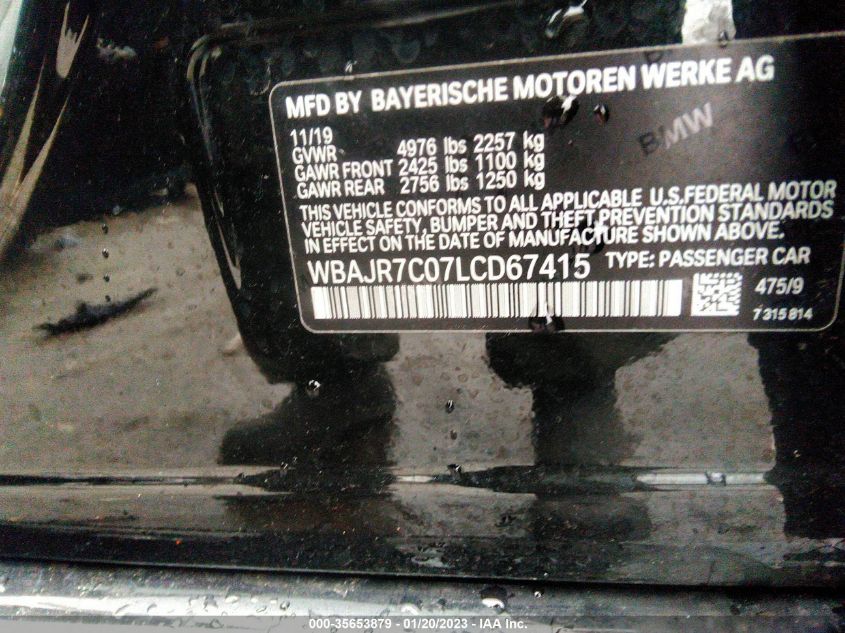 MFD BY BAYERISCHE MOTOREN WERKE AG
11/19
GVWR 4976 lbs 2257 kg
GAWR FRONT 2425 lbs 1100 kg
GAWR REAR 2756 lbs 1250 kg
BMW
THIS VEHICLE CONFORMS TO ALL APPLICABLE U.S.FEDERAL MOTOR
VEHICLE SAFETY, BUMPER AND THEFT PREVENTION STANDARDS
IN EFFECT ON THE DATE OF MANUFACTURE SHOWN ABOVE.
WBAJR7C07LCD67415 TYPE: PASSENGER CAR
475/9
7315814
000-35653879 - 01/20/2023 - IAA Inc.